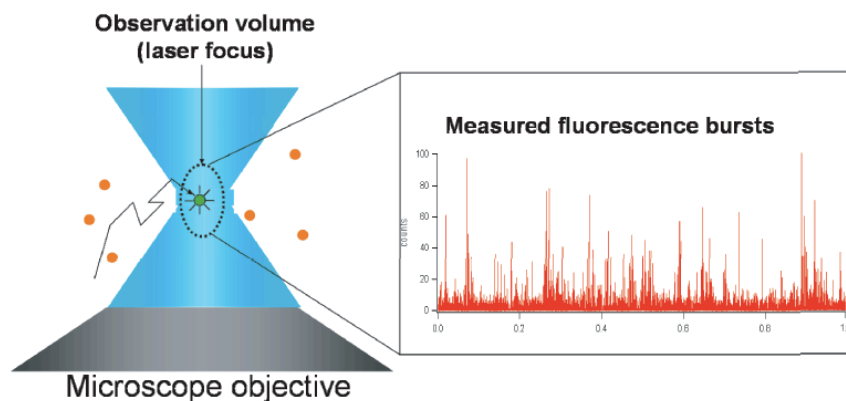 Observation volume
(laser focus)
Measured fluorescence bursts
100
80
60
40
20
0
counts
0.0
0.2
0.4
0.6
0.8
Microscope objective